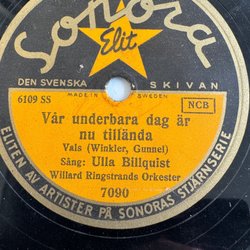 Sonora
Elit
DEN SVENSKA SKIVAN
MADE IN SWEDEN
6109 SS
NCB
Vår underbara dag är
nu tillända
Vals (Winkler, Gunnel)
Sång: Ulla Billquist
Willard Ringstrands Orkester
7090
ELITEN AV ARTISTER PÅ SONORAS STJÄRNSERIE